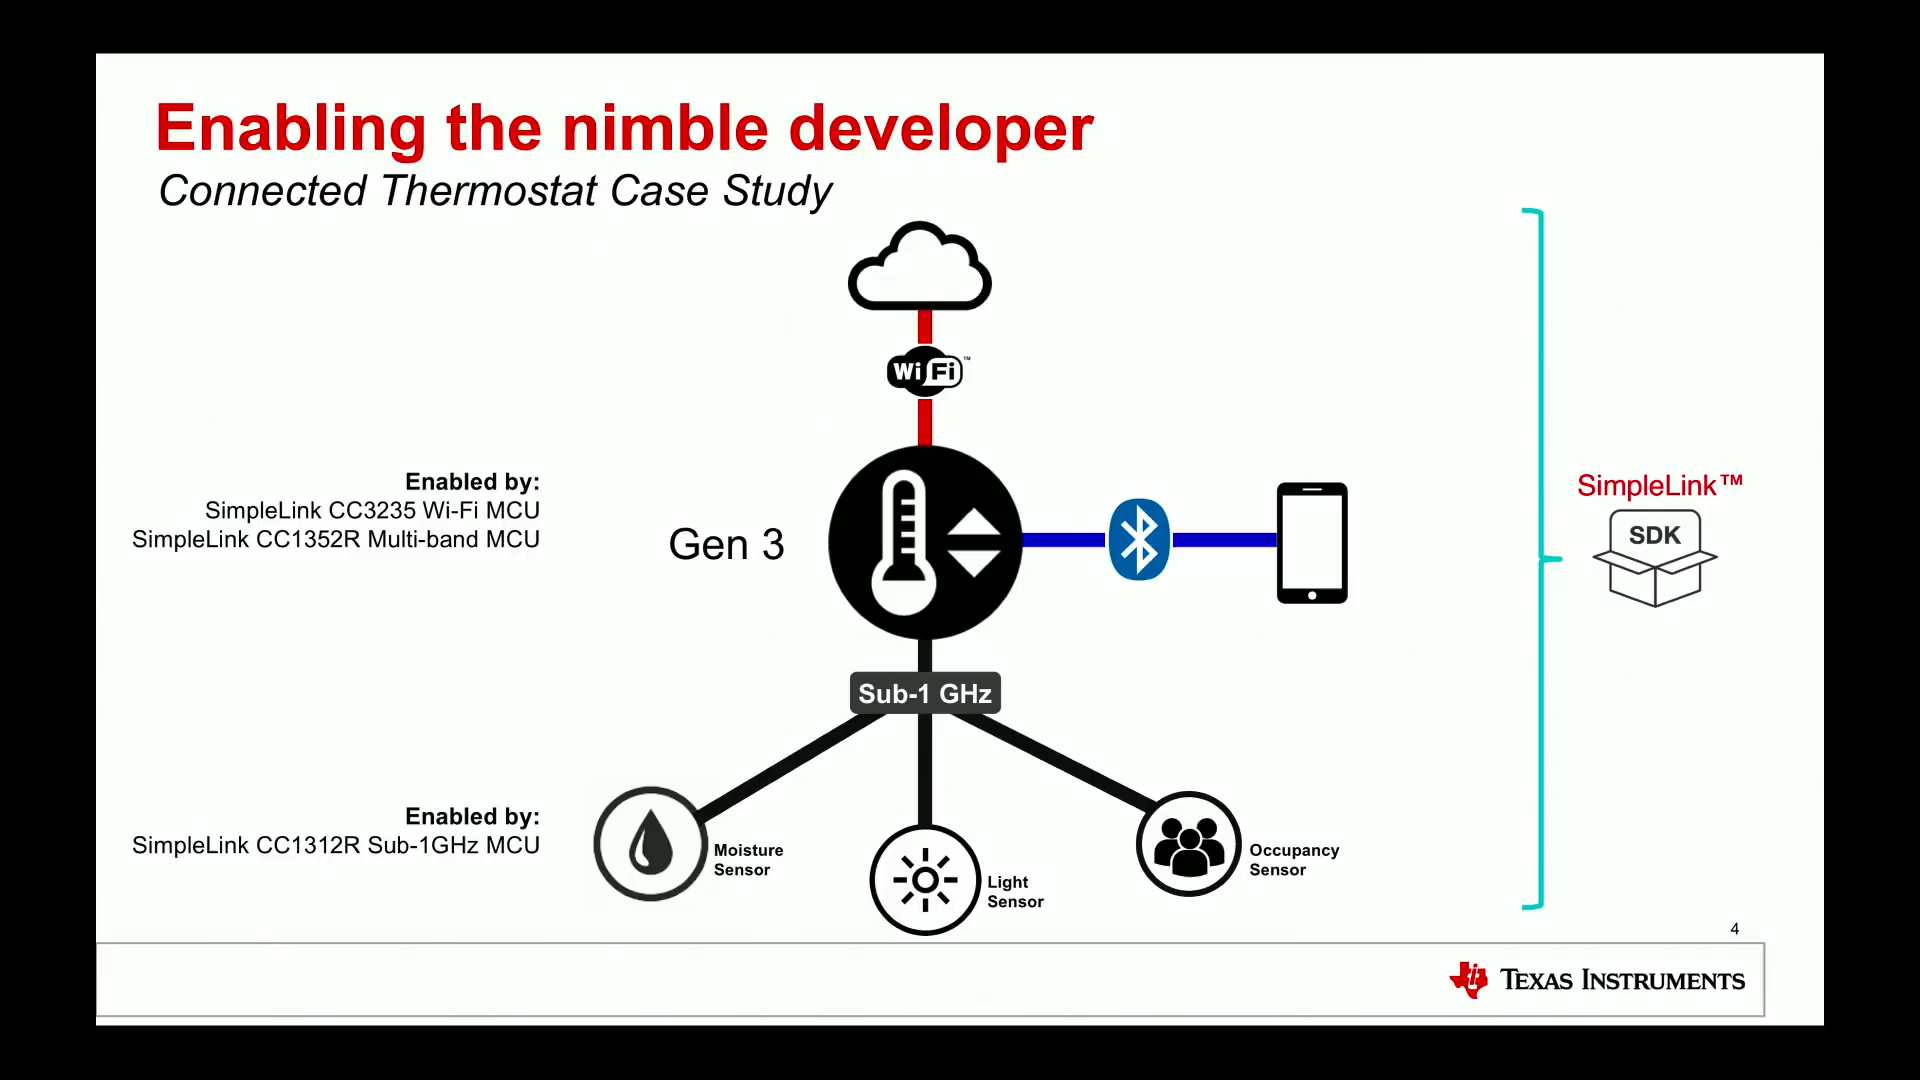 Enabling the nimble developer
Connected Thermostat Case Study
WiFi™
Enabled by:
SimpleLink CC3235 Wi-Fi MCU
SimpleLink CC1352R Multi-band MCU
Gen 3
SimpleLink™
SDK
Sub-1 GHz
Enabled by:
SimpleLink CC1312R Sub-1GHz MCU
Moisture
Sensor
Light
Sensor
Occupancy
Sensor
4
TEXAS INSTRUMENTS